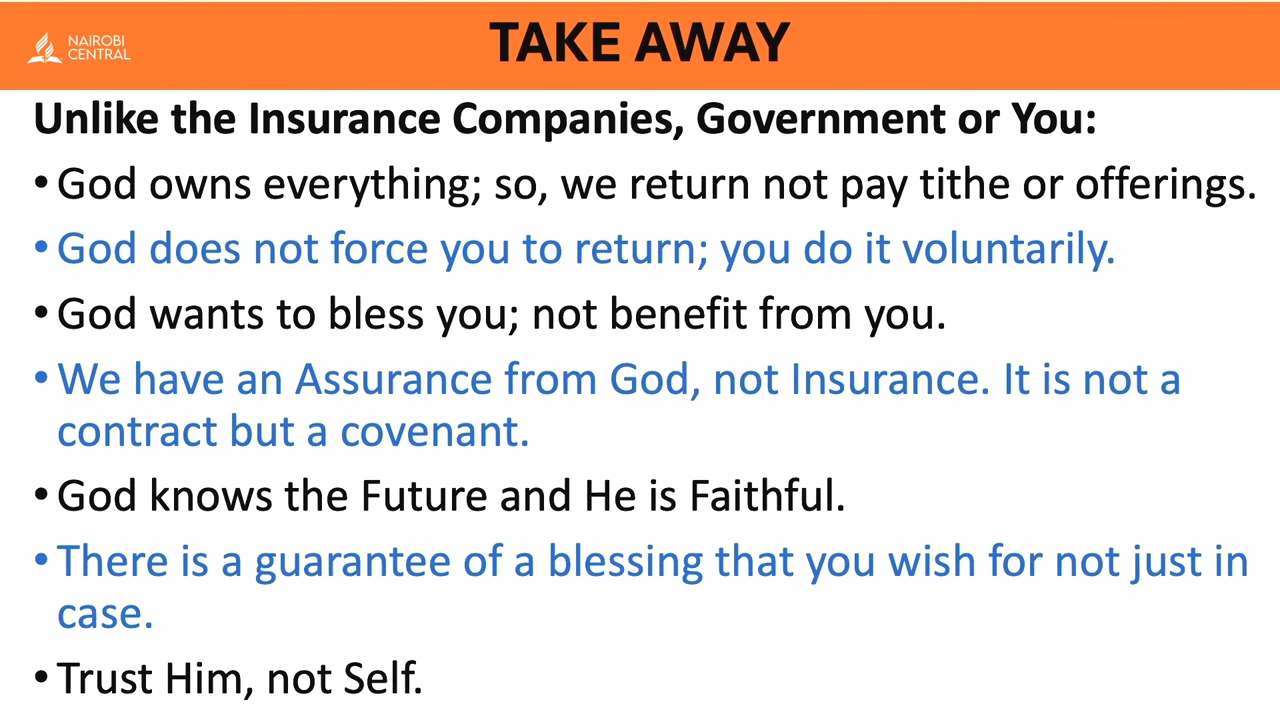 NAIROBI
CENTRAL
TAKE AWAY
Unlike the Insurance Companies, Government or You:
• God owns everything; so, we return not pay tithe or offerings.
• God does not force you to return; you do it voluntarily.
• God wants to bless you; not benefit from you.
• We have an Assurance from God, not Insurance. It is not a
contract but a covenant.
• God knows the Future and He is Faithful.
• There is a guarantee of a blessing that you wish for not just in
case.
• Trust Him, not Self.